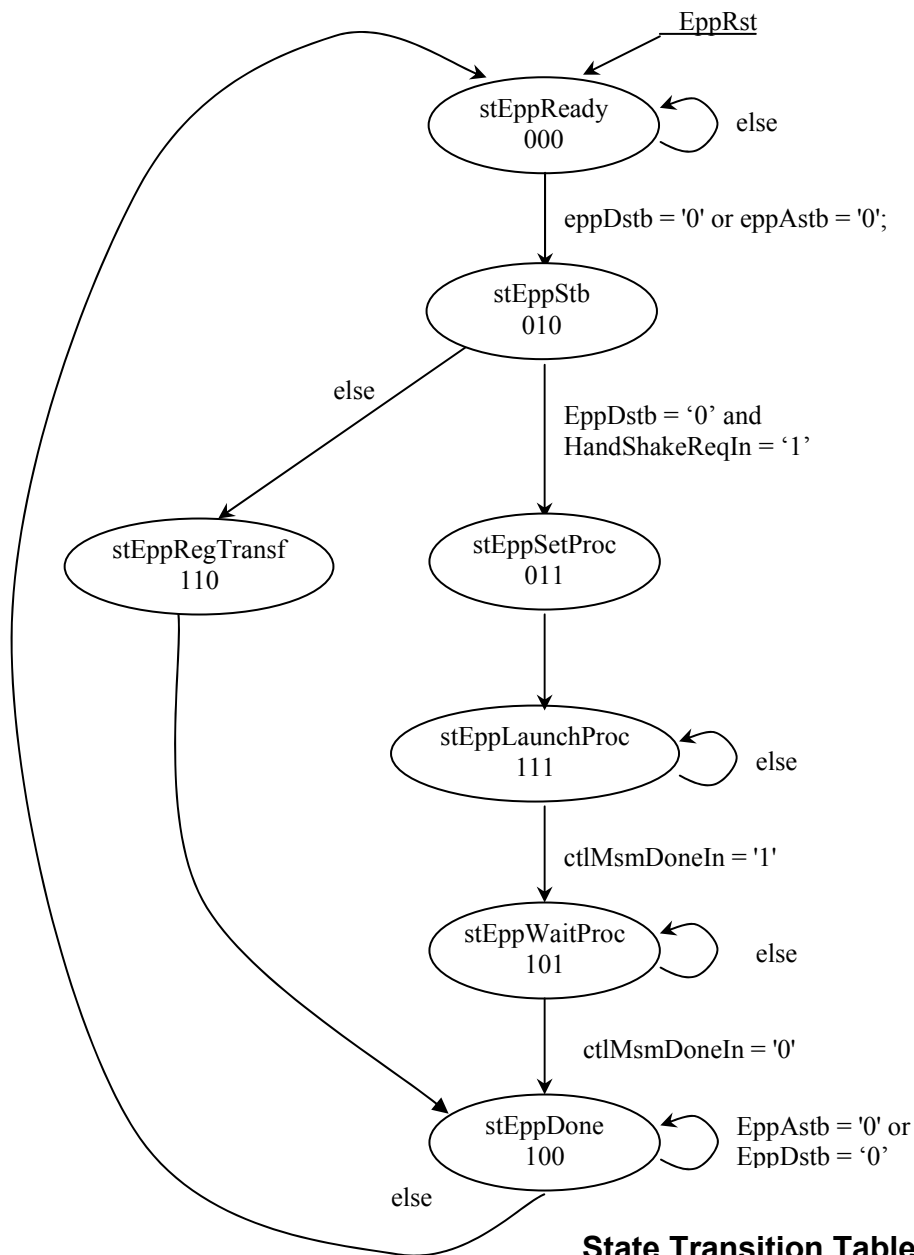 EppRst
stEppReady
000
else
eppDstb = '0' or eppAstb = '0';
stEppStb
010
else
EppDstb = ‘0’ and
HandShakeReqIn = ‘1’
stEppRegTransf
110
stEppSetProc
011
stEppLaunchProc
111
else
ctlMsmDoneIn = '1'
stEppWaitProc
101
else
ctlMsmDoneIn = '0'
stEppDone
100
EppAstb = '0' or
EppDstb = ‘0’
else
State Transition Table